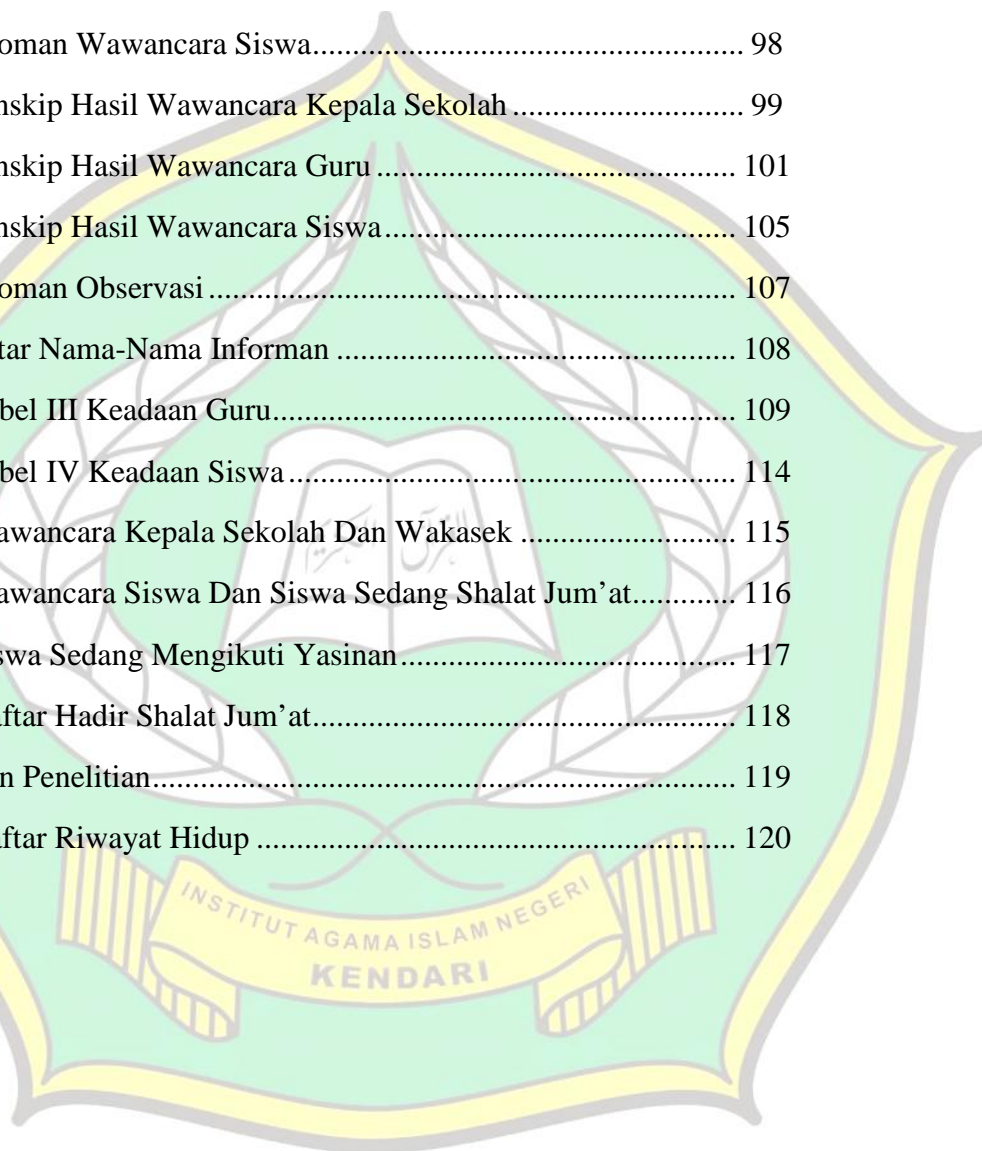 oman Wawancara Siswa.................................................... 98
nskip Hasil Wawancara Kepala Sekolah............................ 99
nskip Hasil Wawancara Guru........................................... 101
nskip Hasil Wawancara Siswa.......................................... 105
oman Observasi............................................................... 107
tar Nama-Nama Informan................................................ 108
bel III Keadaan Guru........................................................ 109
bel IV Keadaan Siswa...................................................... 114
awancara Kepala Sekolah Dan Wakasek.......................... 115
awancara Siswa Dan Siswa Sedang Shalat Jum’at............. 116
swa Sedang Mengikuti Yasinan......................................... 117
aftar Hadir Shalat Jum’at................................................... 118
n Penelitian...................................................................... 119
aftar Riwayat Hidup.......................................................... 120
INSTITUT AGAMA ISLAM NEGERI
KENDARI